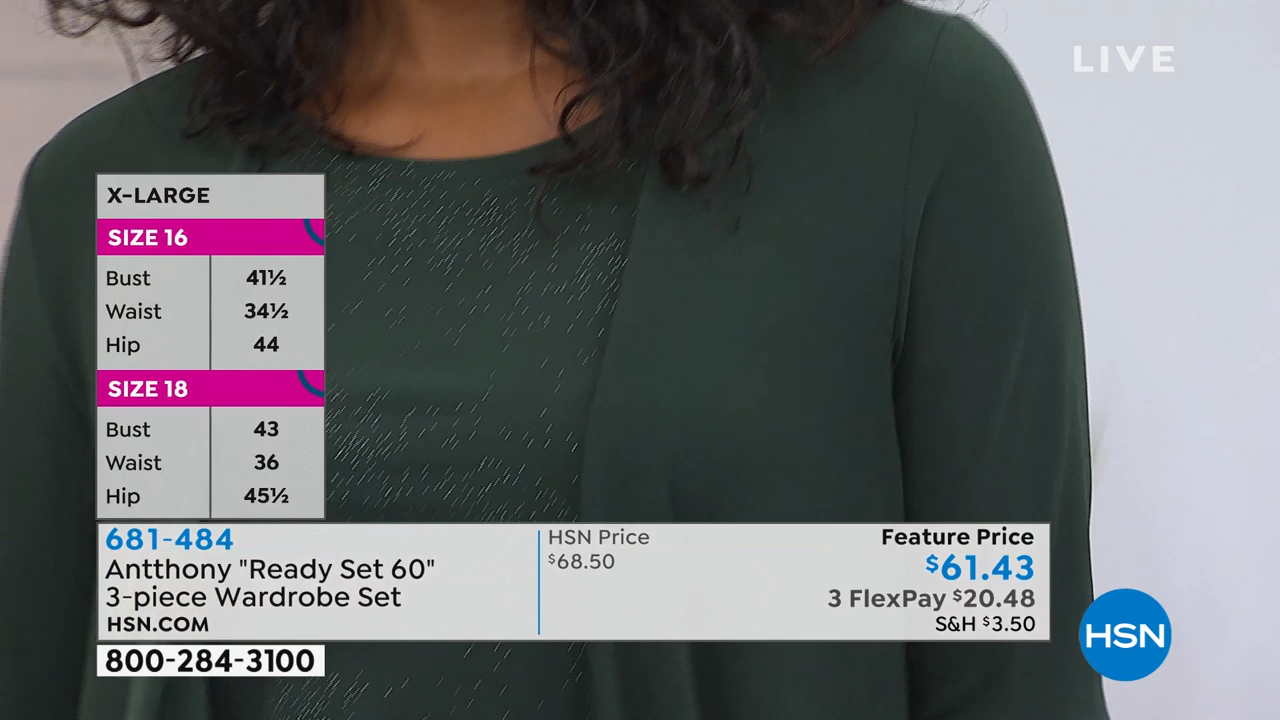 LIVE
X-LARGE
SIZE 16
Bust 41½
Waist 34½
Hip 44
SIZE 18
Bust 43
Waist 36
Hip 45½
681-484
Antthony "Ready Set 60"
3-piece Wardrobe Set
HSN.COM
HSN Price
$68.50
Feature Price
$61.43
3 FlexPay $20.48
S&H $3.50
800-284-3100
HSN